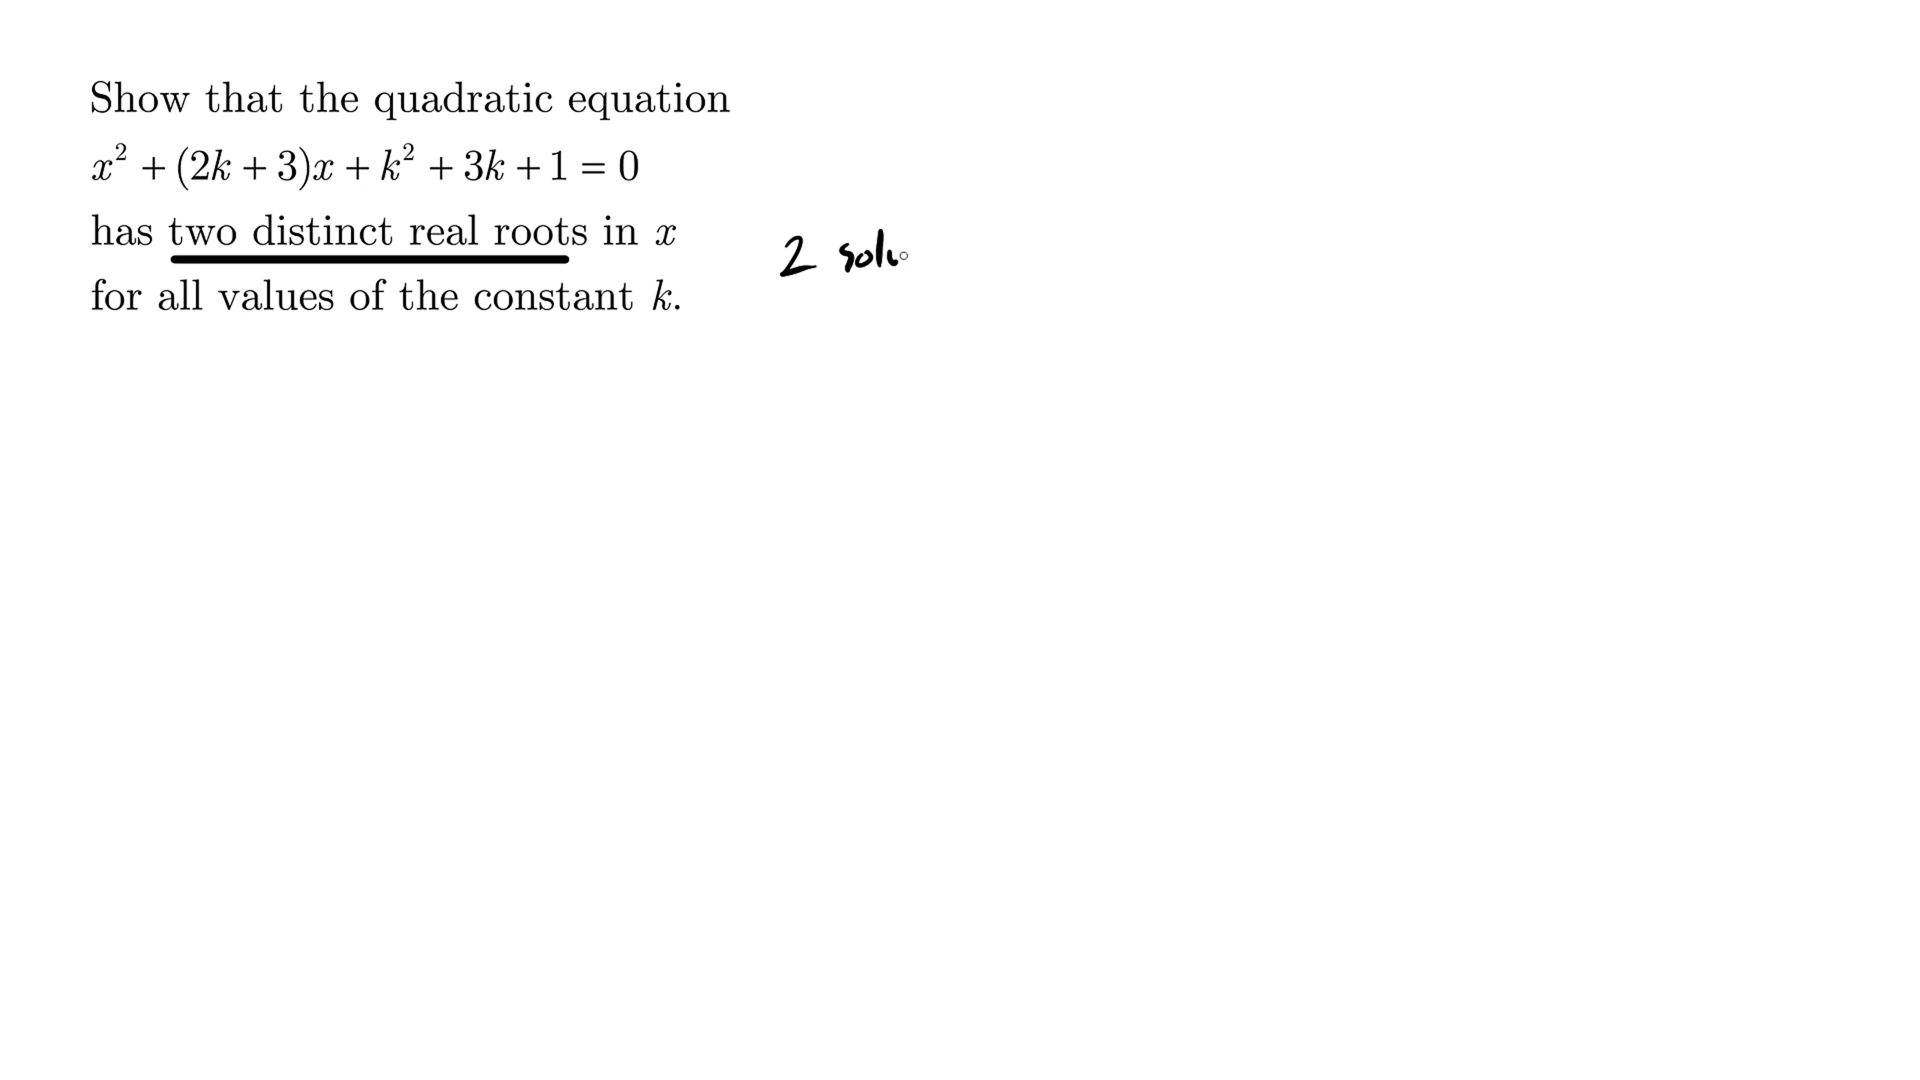 Show that the quadratic equation
x² + (2k + 3)x + k² + 3k + 1 = 0
has two distinct real roots in x
2 solu
for all values of the constant k.